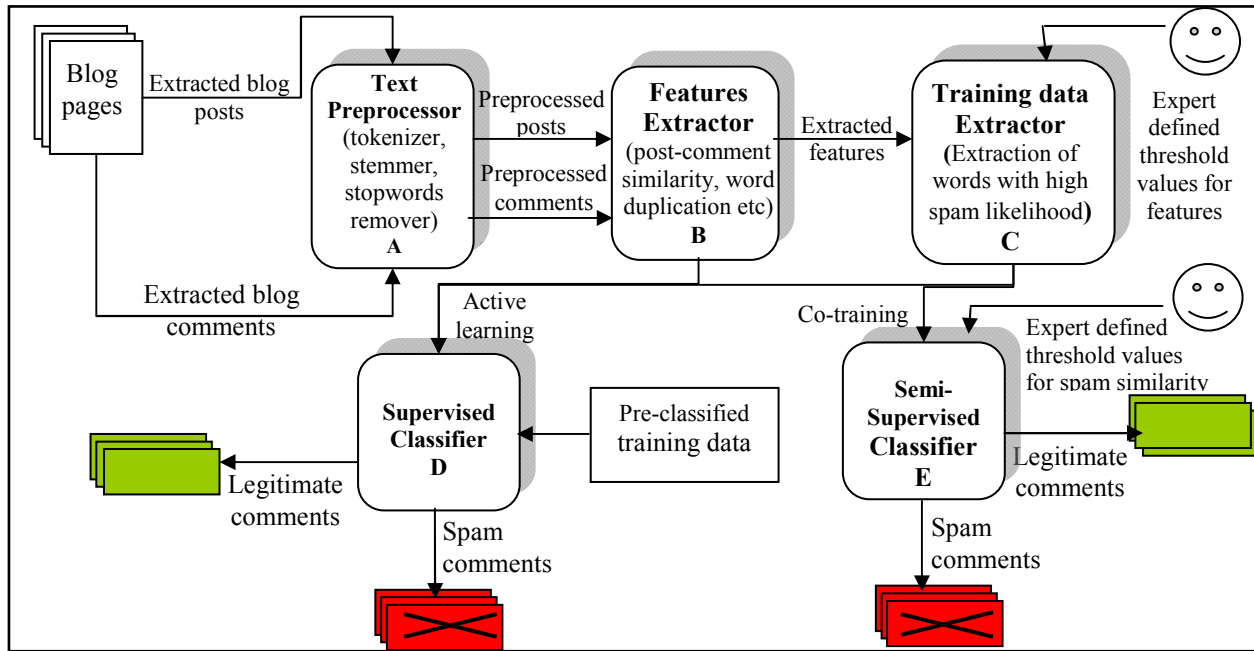 Blog
pages
Extracted blog
posts
Extracted blog
comments
Text
Preprocessor
(tokenizer,
stemmer,
stopwords
remover)
A
Preprocessed
posts
Preprocessed
comments
Features
Extractor
(post-comment
similarity, word
duplication etc)
B
Extracted
features
Training data
Extractor
(Extraction of
words with high
spam likelihood)
C
Expert
defined
threshold
values for
features
Active
learning
Co-training
Expert defined
threshold values
for spam similarity
Supervised
Classifier
D
Pre-classified
training data
Semi-
Supervised
Classifier
E
Legitimate
comments
Spam
comments
Legitimate
comments
Spam
comments